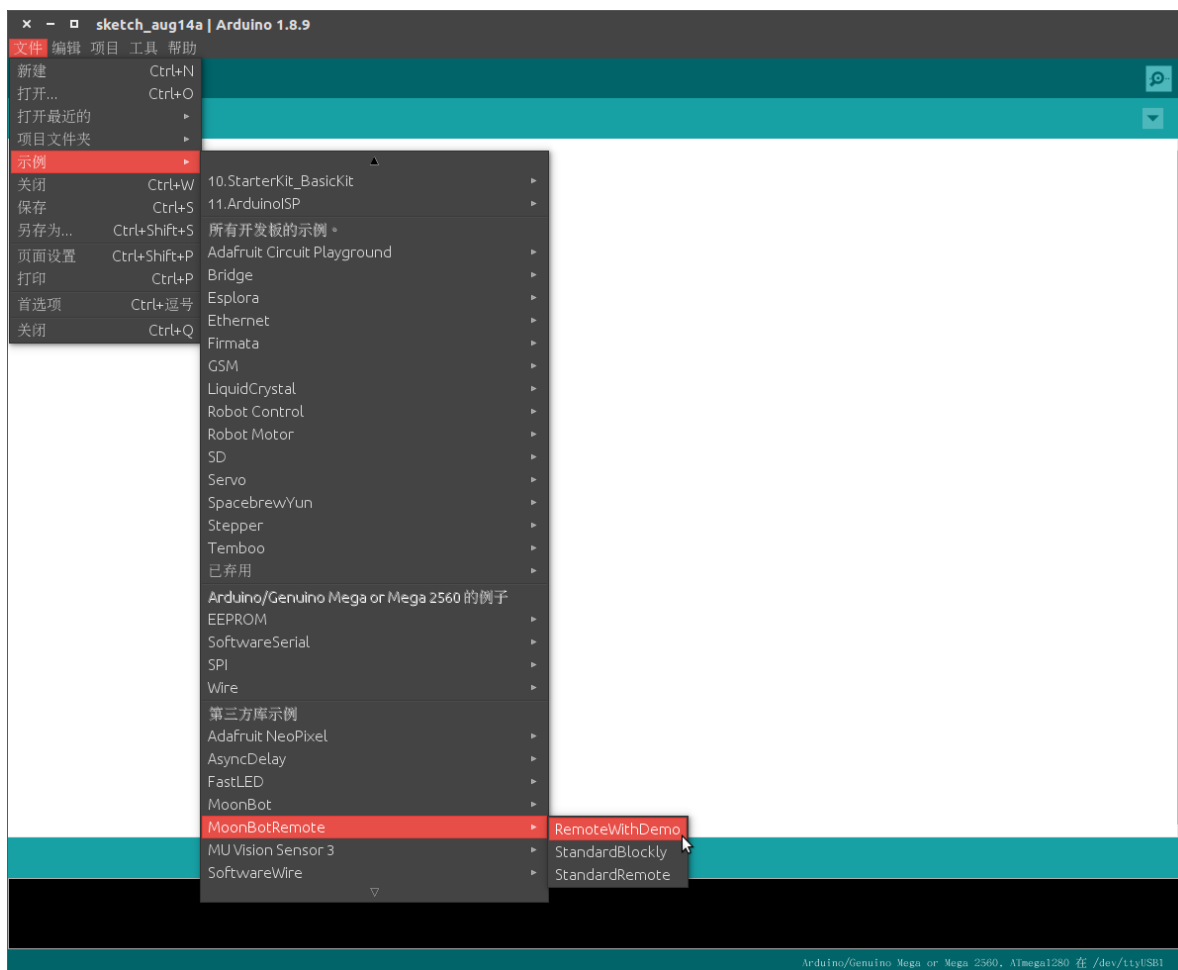 sketch_aug14a | Arduino 1.8.9
文件 编辑 项目 工具 帮助
新建 Ctrl+N
打开... Ctrl+O
打开最近的
项目文件夹
示例
关闭 Ctrl+W
保存 Ctrl+S
另存为... Ctrl+Shift+S
页面设置 Ctrl+Shift+P
打印 Ctrl+P
首选项 Ctrl+逗号
关闭 Ctrl+Q
10.StarterKit_BasicKit
11.ArduinoISP
所有开发板的示例。
Adafruit Circuit Playground
Bridge
Esplora
Ethernet
Firmata
GSM
LiquidCrystal
Robot Control
Robot Motor
SD
Servo
SpacebrewYun
Stepper
Temboo
已弃用
Arduino/Genuino Mega or Mega 2560 的例子
EEPROM
SoftwareSerial
SPI
Wire
第三方库示例
Adafruit NeoPixel
AsyncDelay
FastLED
MoonBot
MoonBotRemote
MU Vision Sensor 3
SoftwareWire
RemoteWithDemo
StandardBlockly
StandardRemote
Arduino/Genuino Mega or Mega 2560, ATmega1280 在 /dev/ttyUSB1